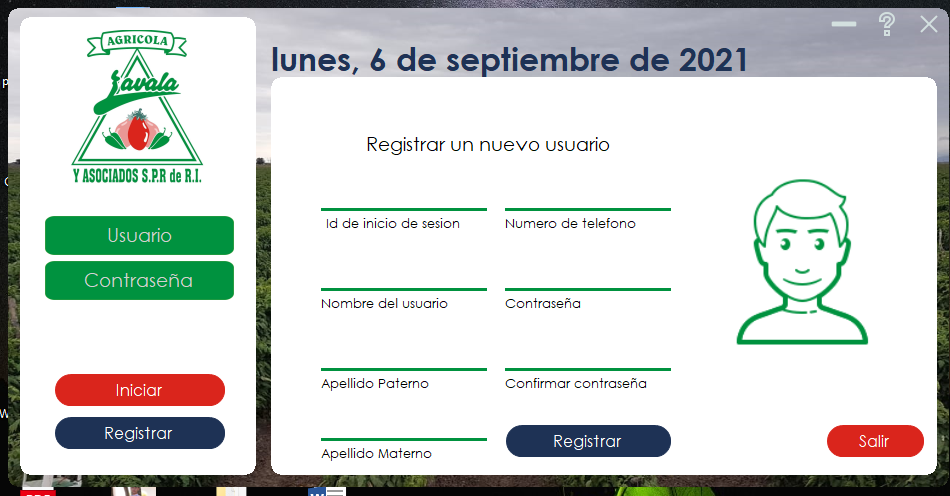 AGRICOLA
Zavala
Y ASOCIADOS S.P.R de R.I.
Usuario
Contraseña
Iniciar
Registrar
lunes, 6 de septiembre de 2021
Registrar un nuevo usuario
Id de inicio de sesion
Numero de telefono
Nombre del usuario
Contraseña
Apellido Paterno
Confirmar contraseña
Apellido Materno
Registrar
Salir